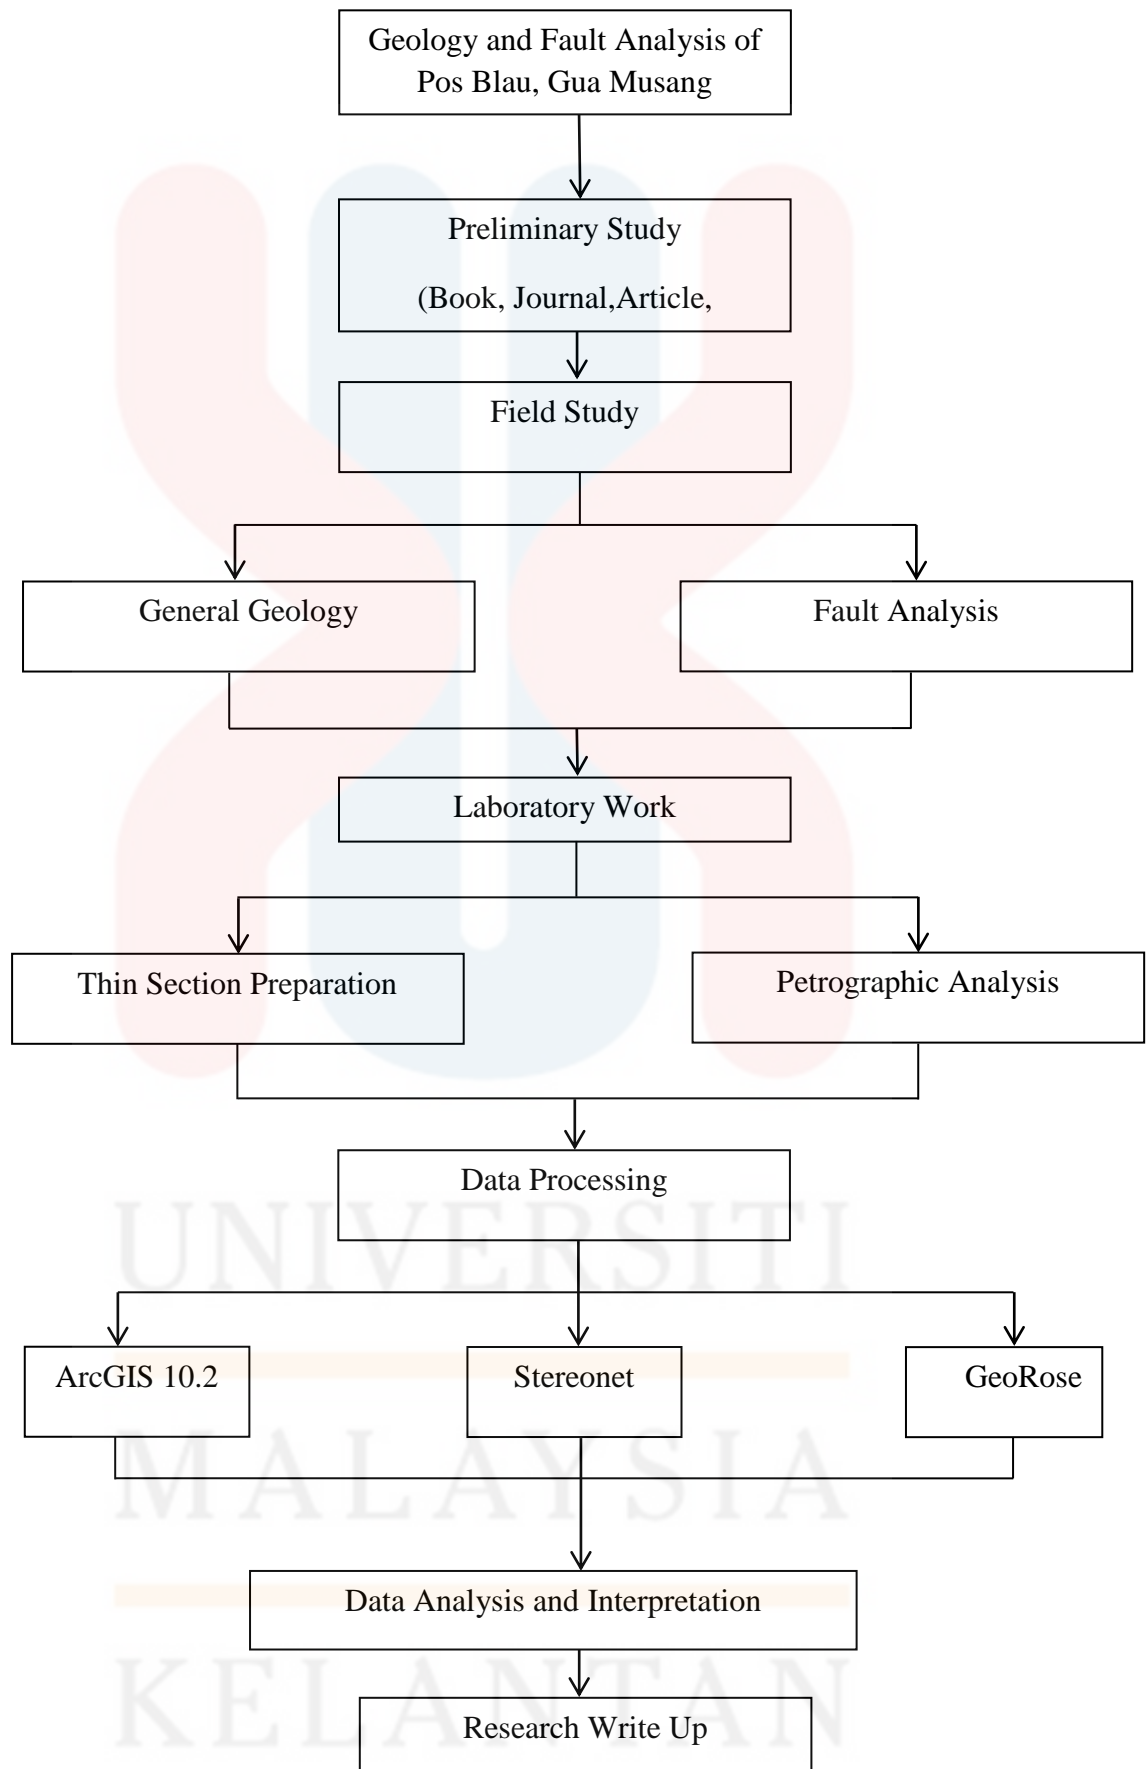 Geology and Fault Analysis of
Pos Blau, Gua Musang
Preliminary Study
(Book, Journal,Article,
Field Study
General Geology
Fault Analysis
Laboratory Work
Thin Section Preparation
Petrographic Analysis
Data Processing
UNIVERSITI
ArcGIS 10.2
Stereonet
GeoRose
MALAYSIA
Data Analysis and Interpretation
KELANTAN
Research Write Up